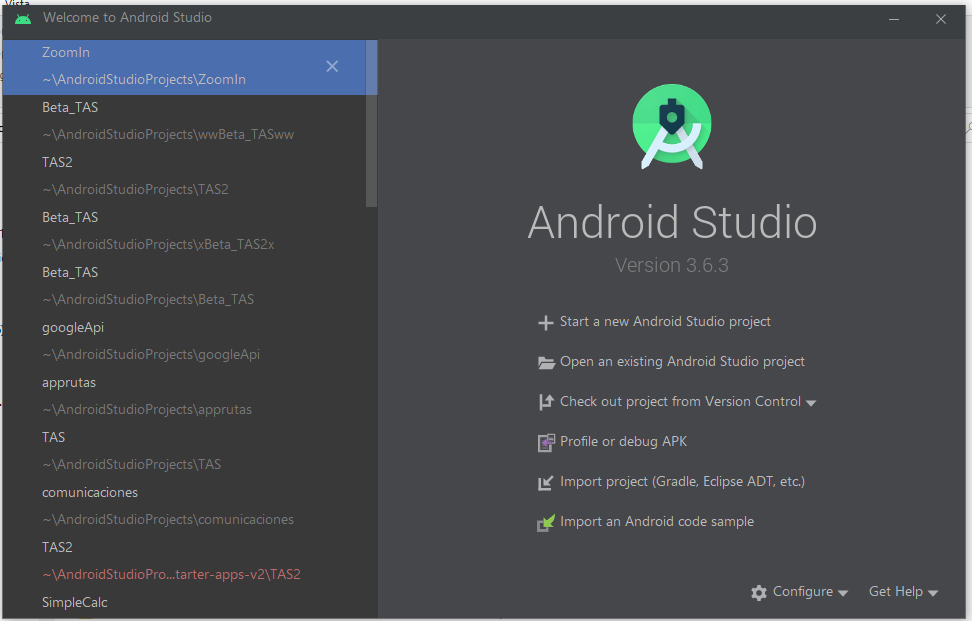 Vista
Welcome to Android Studio
ZoomIn
~\AndroidStudioProjects\ZoomIn
Beta_TAS
~\AndroidStudioProjects\wwBeta_TASww
TAS2
~\AndroidStudioProjects\TAS2
Beta_TAS
~\AndroidStudioProjects\xBeta_TAS2x
Beta_TAS
~\AndroidStudioProjects\Beta_TAS
googleApi
~\AndroidStudioProjects\googleApi
apprutas
~\AndroidStudioProjects\apprutas
TAS
~\AndroidStudioProjects\TAS
comunicaciones
~\AndroidStudioProjects\comunicaciones
TAS2
~\AndroidStudioPro...tarter-apps-v2\TAS2
SimpleCalc
Android Studio
Version 3.6.3
Start a new Android Studio project
Open an existing Android Studio project
Check out project from Version Control
Profile or debug APK
Import project (Gradle, Eclipse ADT, etc.)
Import an Android code sample
Configure
Get Help